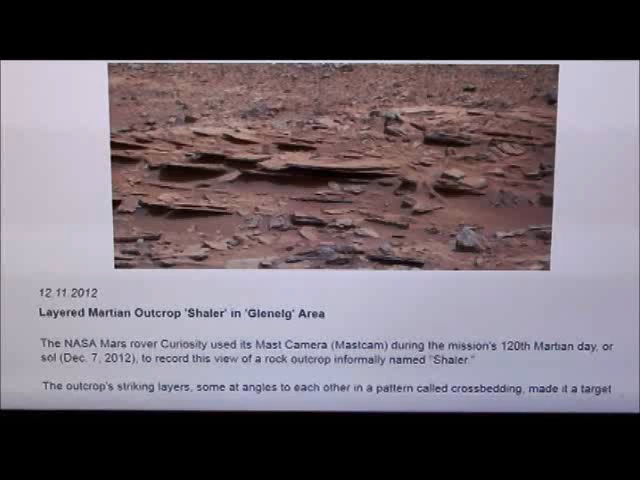 12.11.2012
Layered Martian Outcrop 'Shaler' in 'Glenelg' Area
The NASA Mars rover Curiosity used its Mast Camera (Mastcam) during the mission's 120th Martian day, or
sol (Dec. 7, 2012), to record this view of a rock outcrop informally named "Shaler."
The outcrop's striking layers, some at angles to each other in a pattern called crossbedding, made it a target